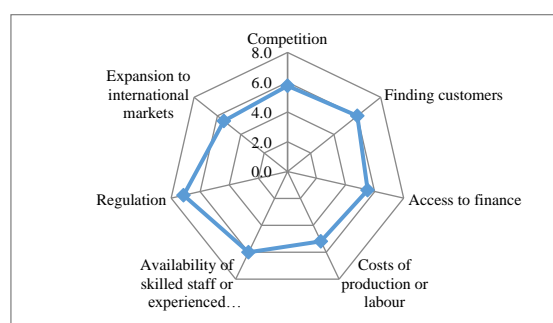 Competition
8.0
6.0
4.0
2.0
0.0
Finding customers
Access to finance
Costs of
production or
labour
Availability of
skilled staff or
experienced…
Regulation
Expansion to
international
markets